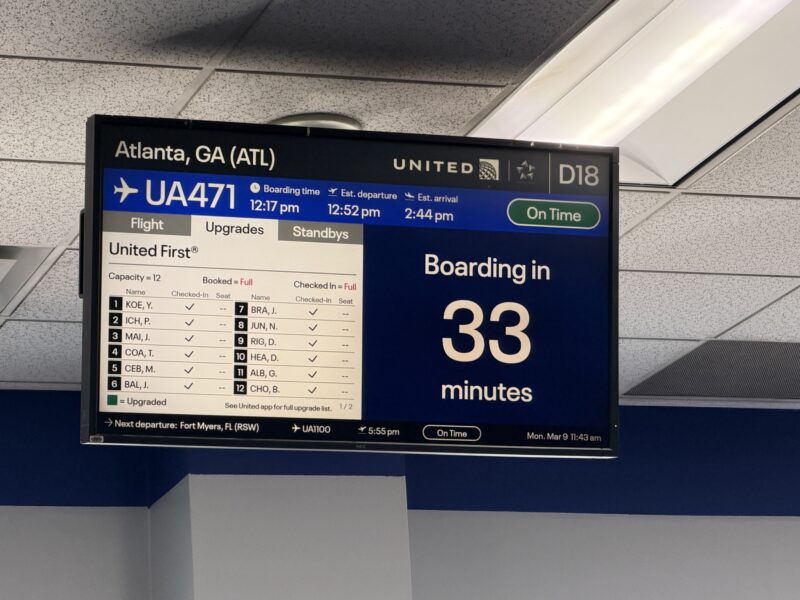 Atlanta, GA (ATL)
UNITED
D18
UA471
Boarding time
12:17 pm
Est. departure
12:52 pm
Est. arrival
2:44 pm
On Time
Flight
Upgrades
Standbys
United First®
Capacity = 12
Booked = Full
Checked In = Full
Name Checked-In Seat
Name Checked-In Seat
1 KOE, Y. --
2 ICH, P. --
3 MAI, J. --
4 COA, T. --
5 CEB, M. --
6 BAL, J. --
7 BRA, J. --
8 JUN, N. --
9 RIG, D. --
10 HEA, D. --
11 ALB, G. --
12 CHO, B. --
= Upgraded
See United app for full upgrade list.
1 / 2
Boarding in
33
minutes
Next departure: Fort Myers, FL (RSW)
UA1100
5:55 pm
On Time
Mon. Mar 9 11:43 am